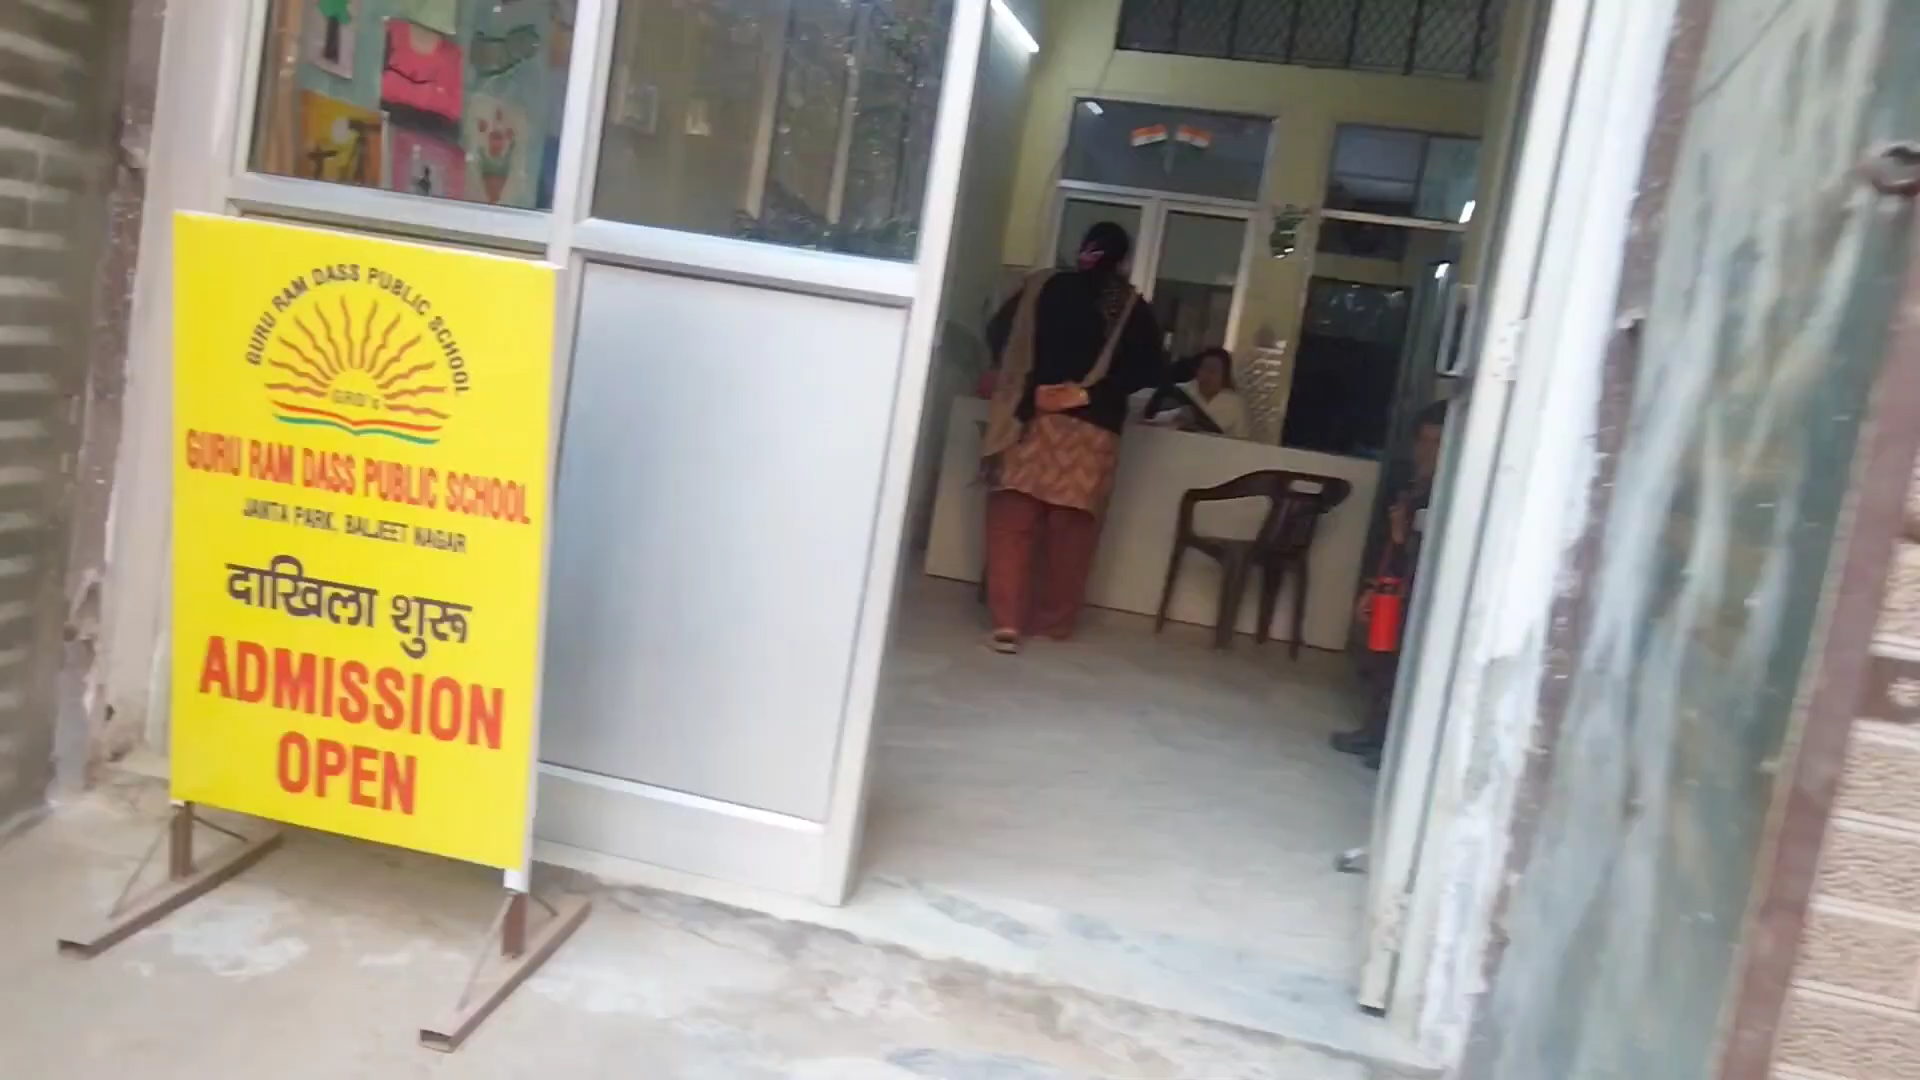 GURU RAM DASS PUBLIC SCHOOL
GRD's
GURU RAM DASS PUBLIC SCHOOL
JANTA PARK, BALJEET NAGAR
दाखिला शुरू
ADMISSION
OPEN